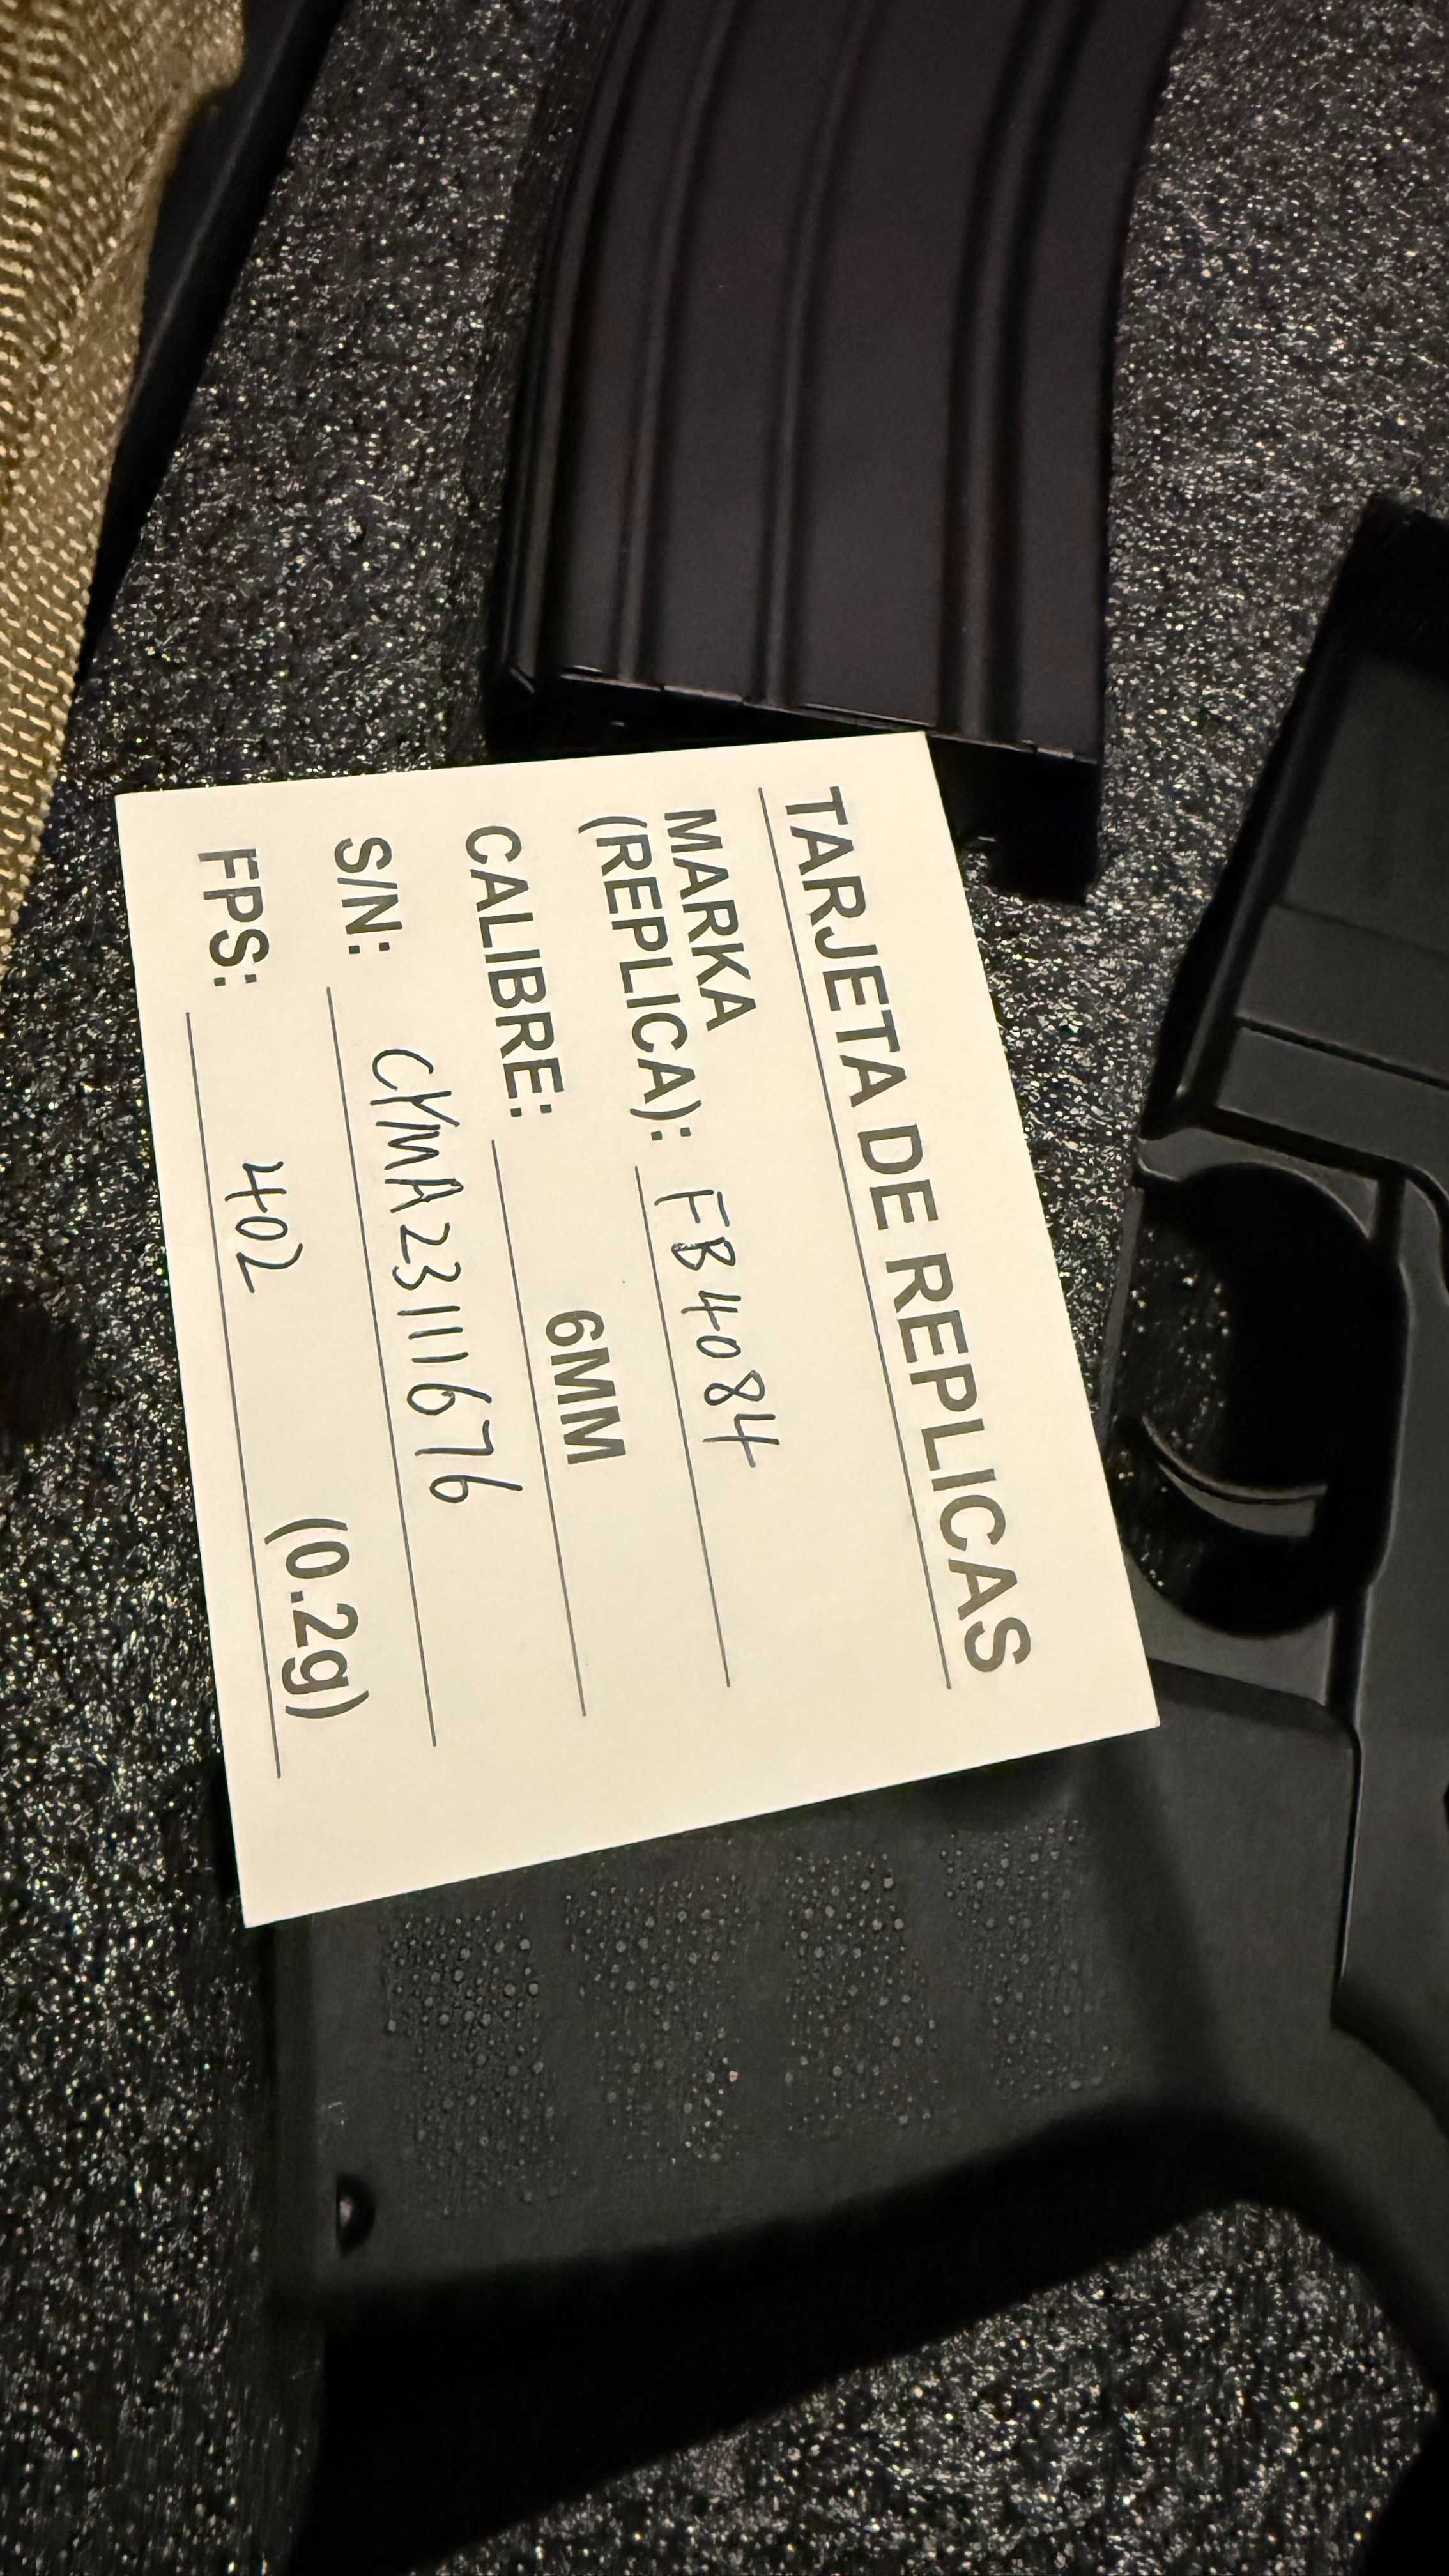 TARJETA DE REPLICAS
MARKA
(REPLICA): FB4084
CALIBRE: 6MM
S/N: CYMA23111676
FPS: 402 (0.2g)